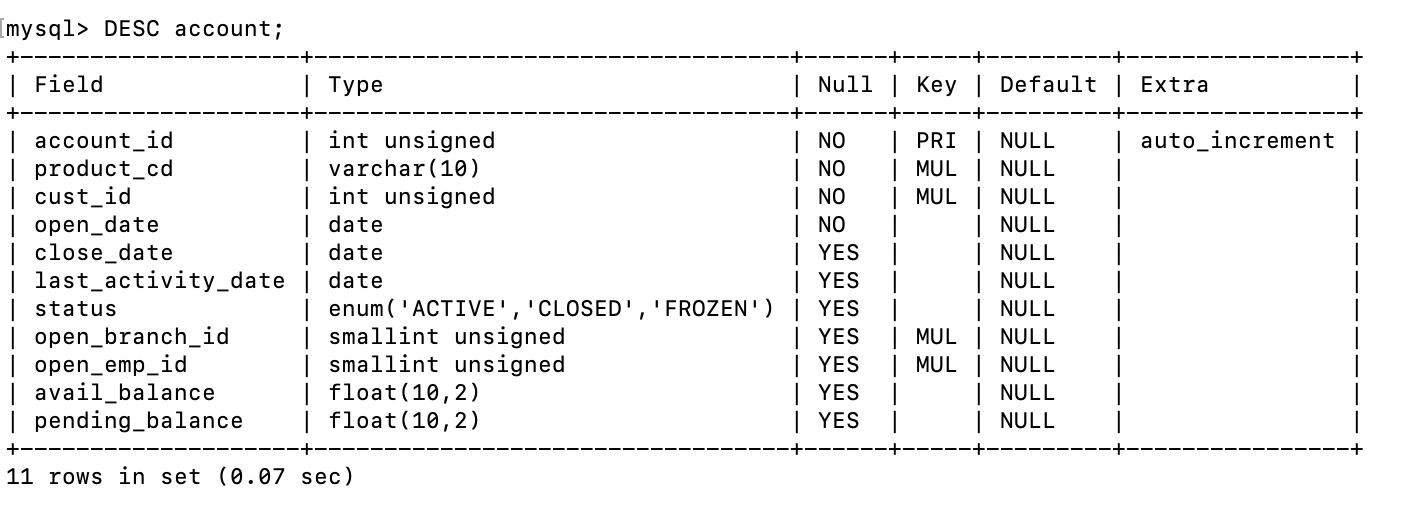 mysql> DESC account;
+--------------------+----------------------------------+------+-----+---------+----------------+
| Field              | Type                             | Null | Key | Default | Extra          |
+--------------------+----------------------------------+------+-----+---------+----------------+
| account_id         | int unsigned                     | NO   | PRI | NULL    | auto_increment |
| product_cd         | varchar(10)                      | NO   | MUL | NULL    |                |
| cust_id            | int unsigned                     | NO   | MUL | NULL    |                |
| open_date          | date                             | NO   |     | NULL    |                |
| close_date         | date                             | YES  |     | NULL    |                |
| last_activity_date | date                             | YES  |     | NULL    |                |
| status             | enum('ACTIVE','CLOSED','FROZEN') | YES  |     | NULL    |                |
| open_branch_id     | smallint unsigned                | YES  | MUL | NULL    |                |
| open_emp_id        | smallint unsigned                | YES  | MUL | NULL    |                |
| avail_balance      | float(10,2)                      | YES  |     | NULL    |                |
| pending_balance    | float(10,2)                      | YES  |     | NULL    |                |
+--------------------+----------------------------------+------+-----+---------+----------------+
11 rows in set (0.07 sec)